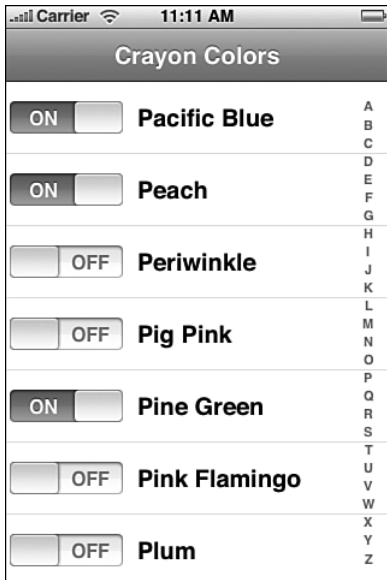 Carrier 11:11 AM
Crayon Colors
ON Pacific Blue
ON Peach
OFF Periwinkle
OFF Pig Pink
ON Pine Green
OFF Pink Flamingo
OFF Plum
A
B
C
D
E
F
G
H
I
J
K
L
M
N
O
P
Q
R
S
T
U
V
W
X
Y
Z